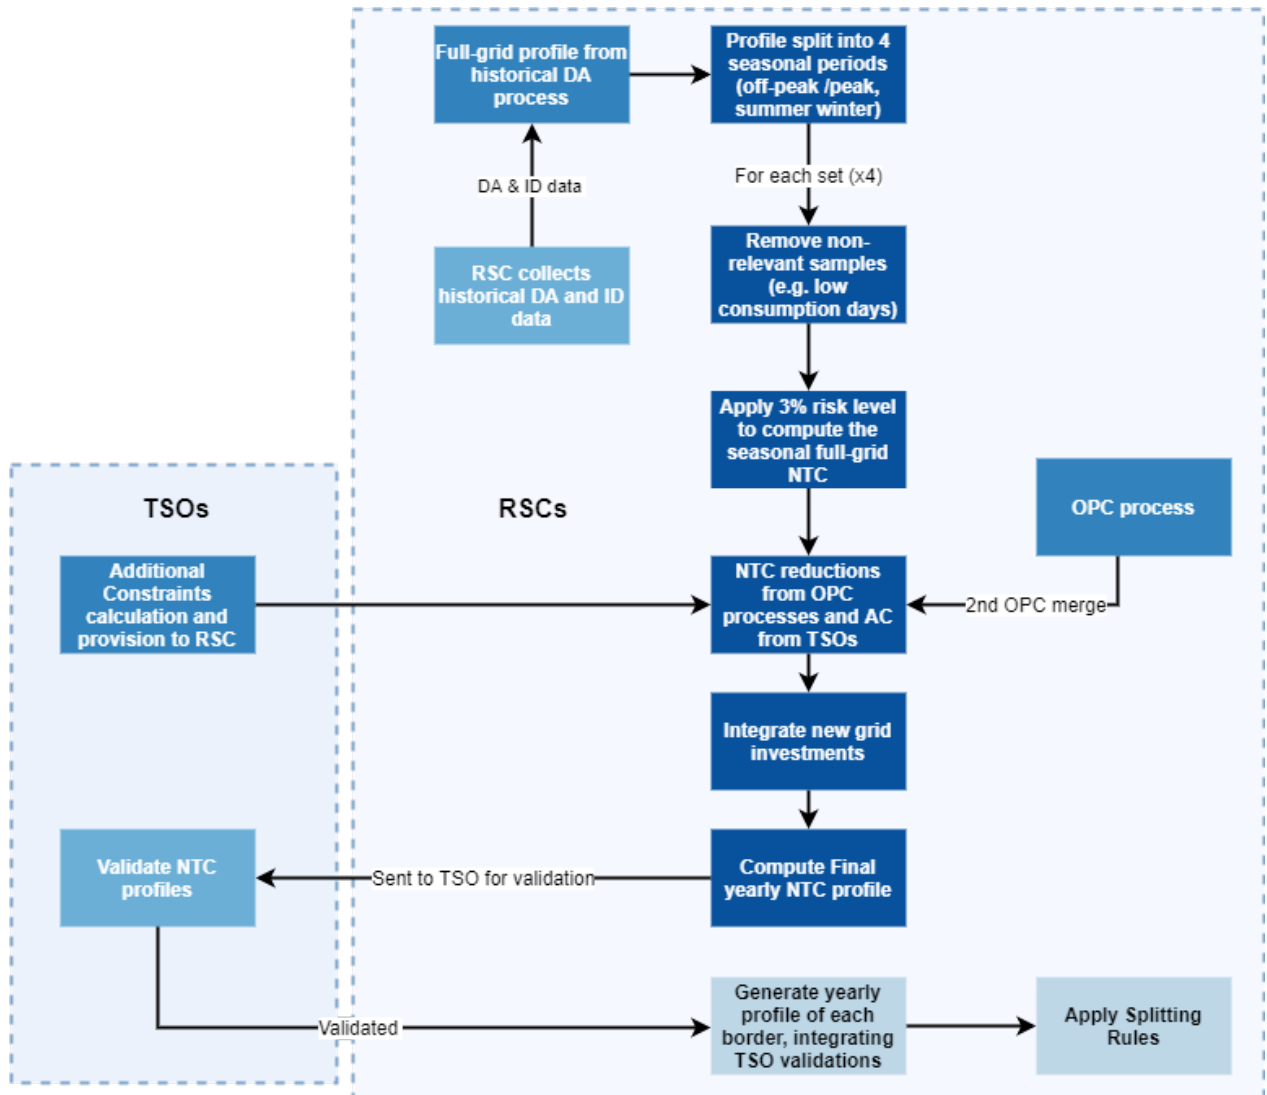 Full-grid profile from
historical DA
process
Profile split into 4
seasonal periods
(off-peak /peak,
summer winter)
DA & ID data
For each set (x4)
RSC collects
historical DA and ID
data
Remove non-
relevant samples
(e.g. low
consumption days)
Apply 3% risk level
to compute the
seasonal full-grid
NTC
TSOs
RSCs
OPC process
Additional
Constraints
calculation and
provision to RSC
NTC reductions
from OPC
processes and AC
from TSOs
2nd OPC merge
Integrate new grid
investments
Validate NTC
profiles
Sent to TSO for validation
Compute Final
yearly NTC profile
Validated
Generate yearly
profile of each
border, integrating
TSO validations
Apply Splitting
Rules